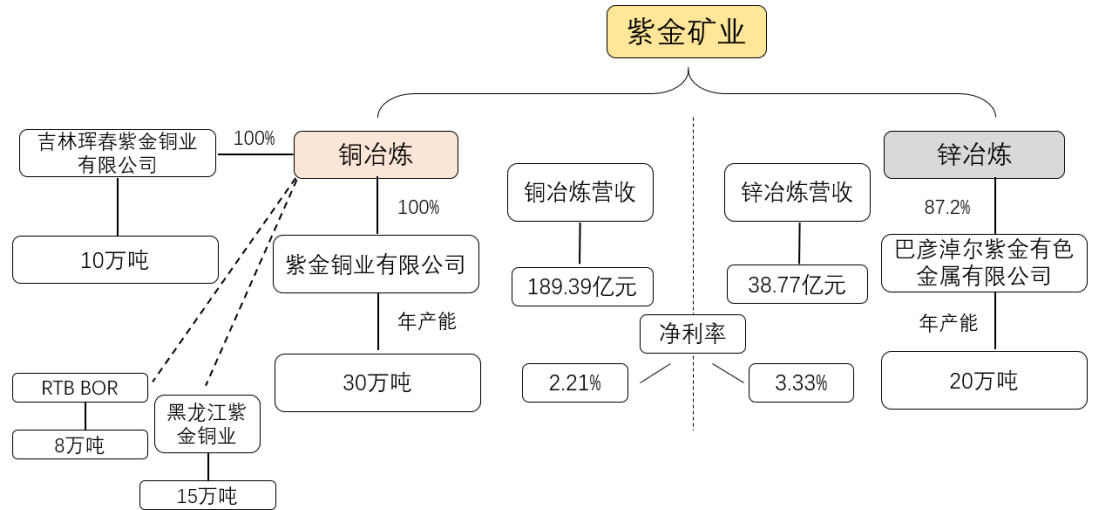 紫金矿业
吉林珲春紫金铜业
有限公司
100%
铜冶炼
锌冶炼
铜冶炼营收
锌冶炼营收
100%
87.2%
10万吨
紫金铜业有限公司
巴彦淖尔紫金有色
金属有限公司
189.39亿元
38.77亿元
年产能
净利率
年产能
RTB BOR
30万吨
2.21%
3.33%
20万吨
黑龙江紫
金铜业
8万吨
15万吨